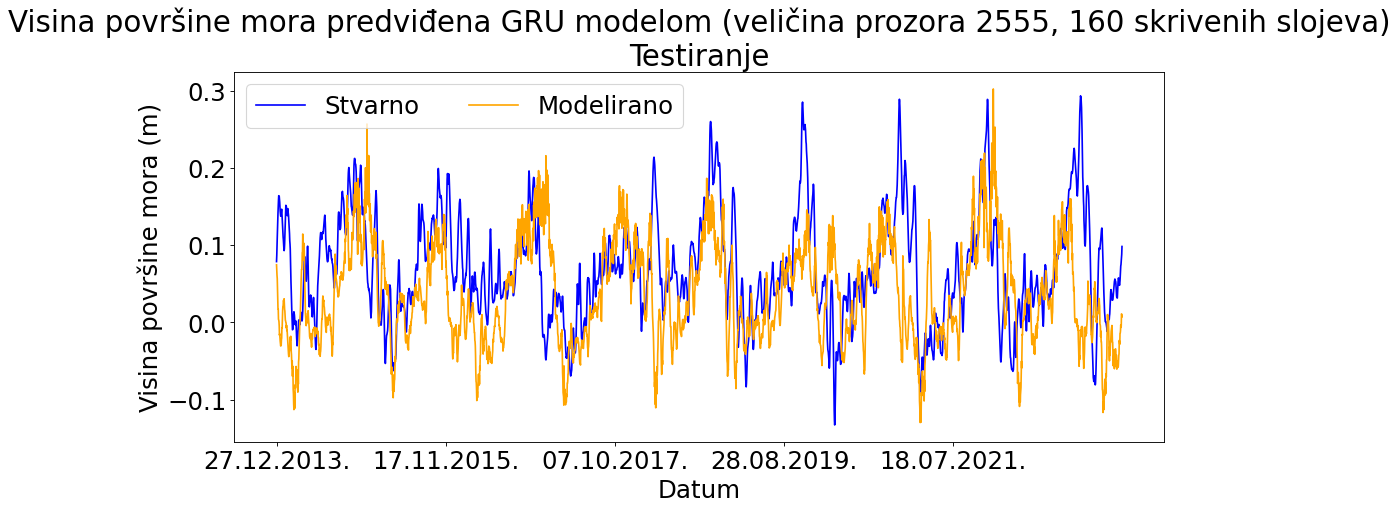 Visina površine mora predviđena GRU modelom (veličina prozora 2555, 160 skrivenih slojeva)
Testiranje
Stvarno
Modelirano
Visina površine mora (m)
0.3
0.2
0.1
0.0
−0.1
27.12.2013.
17.11.2015.
07.10.2017.
28.08.2019.
18.07.2021.
Datum